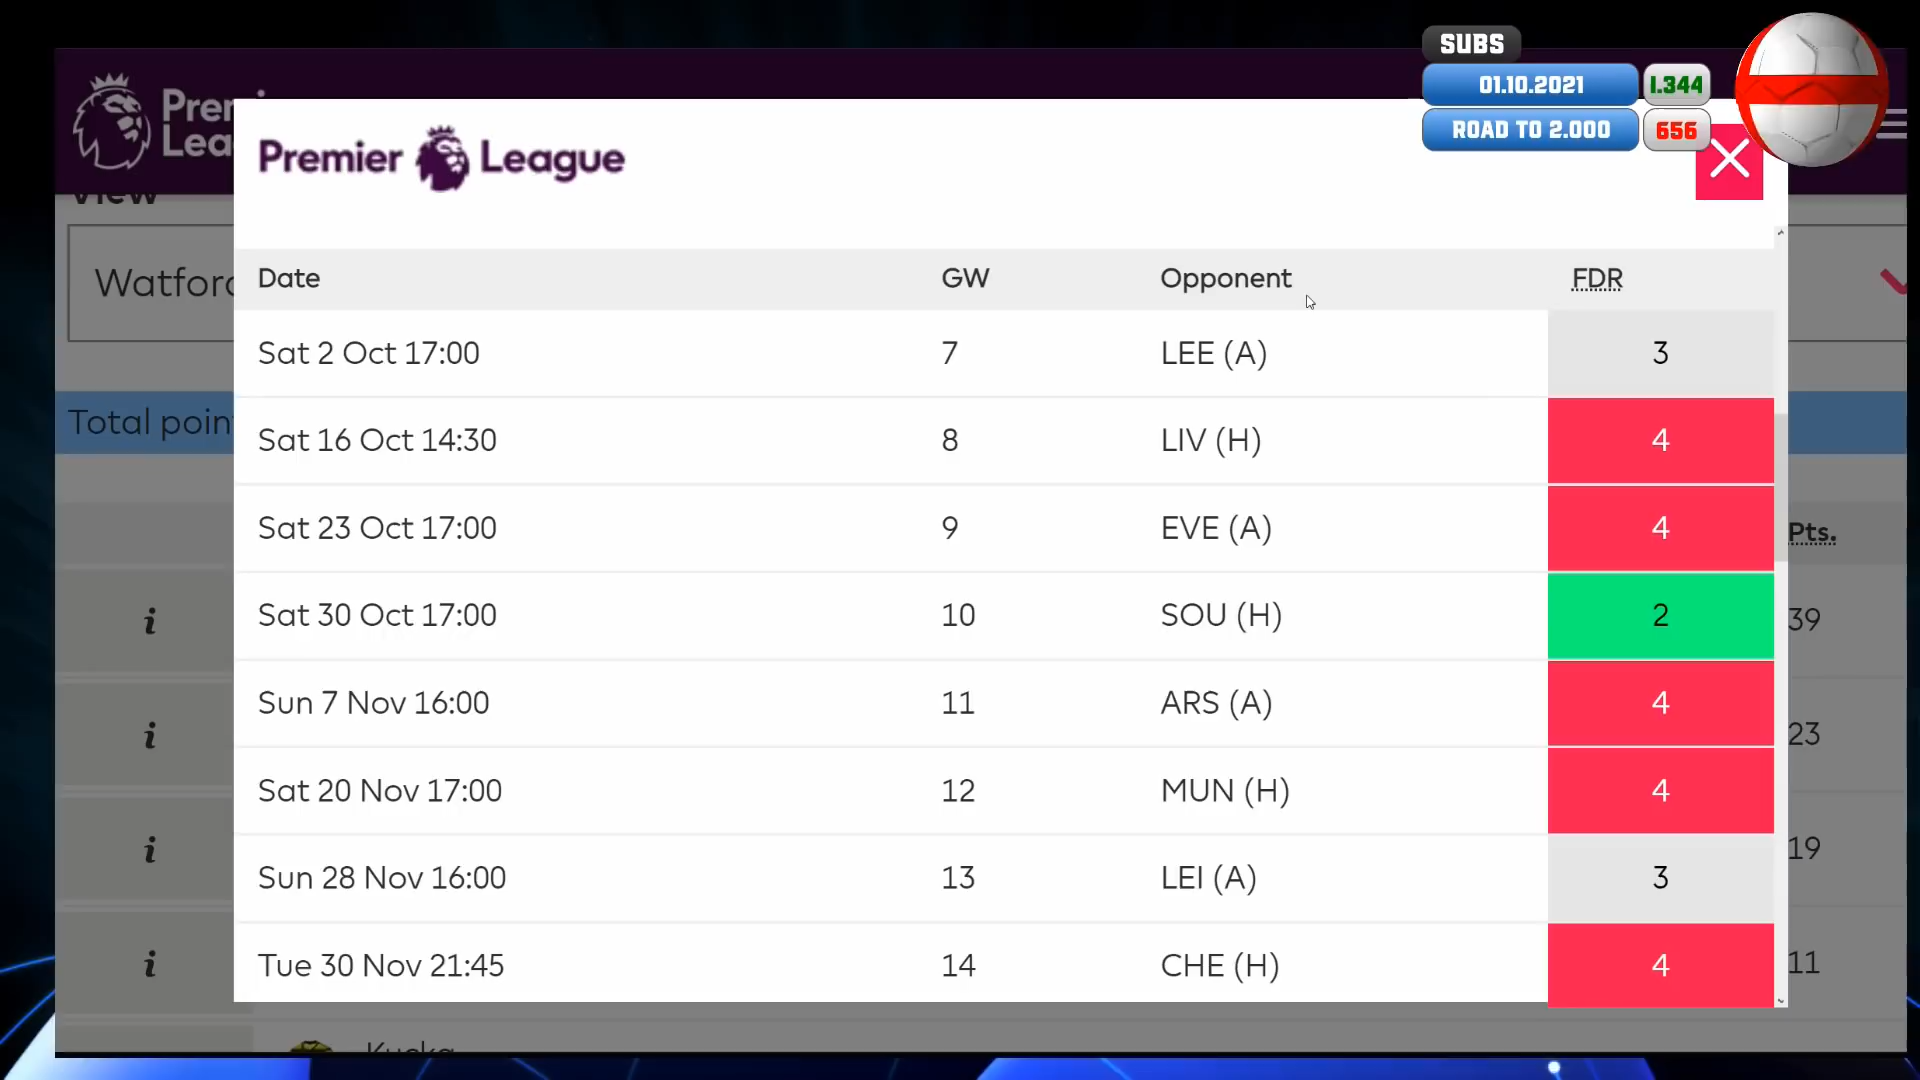 SUBS
01.10.2021 1.344
ROAD TO 2.000 656
Premier League
View
Watford
Total poin
Date GW Opponent FDR
Sat 2 Oct 17:00 7 LEE (A) 3
Sat 16 Oct 14:30 8 LIV (H) 4
Sat 23 Oct 17:00 9 EVE (A) 4
Pts.
Sat 30 Oct 17:00 10 SOU (H) 2
i 39
Sun 7 Nov 16:00 11 ARS (A) 4
i 23
Sat 20 Nov 17:00 12 MUN (H) 4
i 19
Sun 28 Nov 16:00 13 LEI (A) 3
Tue 30 Nov 21:45 14 CHE (H) 4
i 11
Kucka